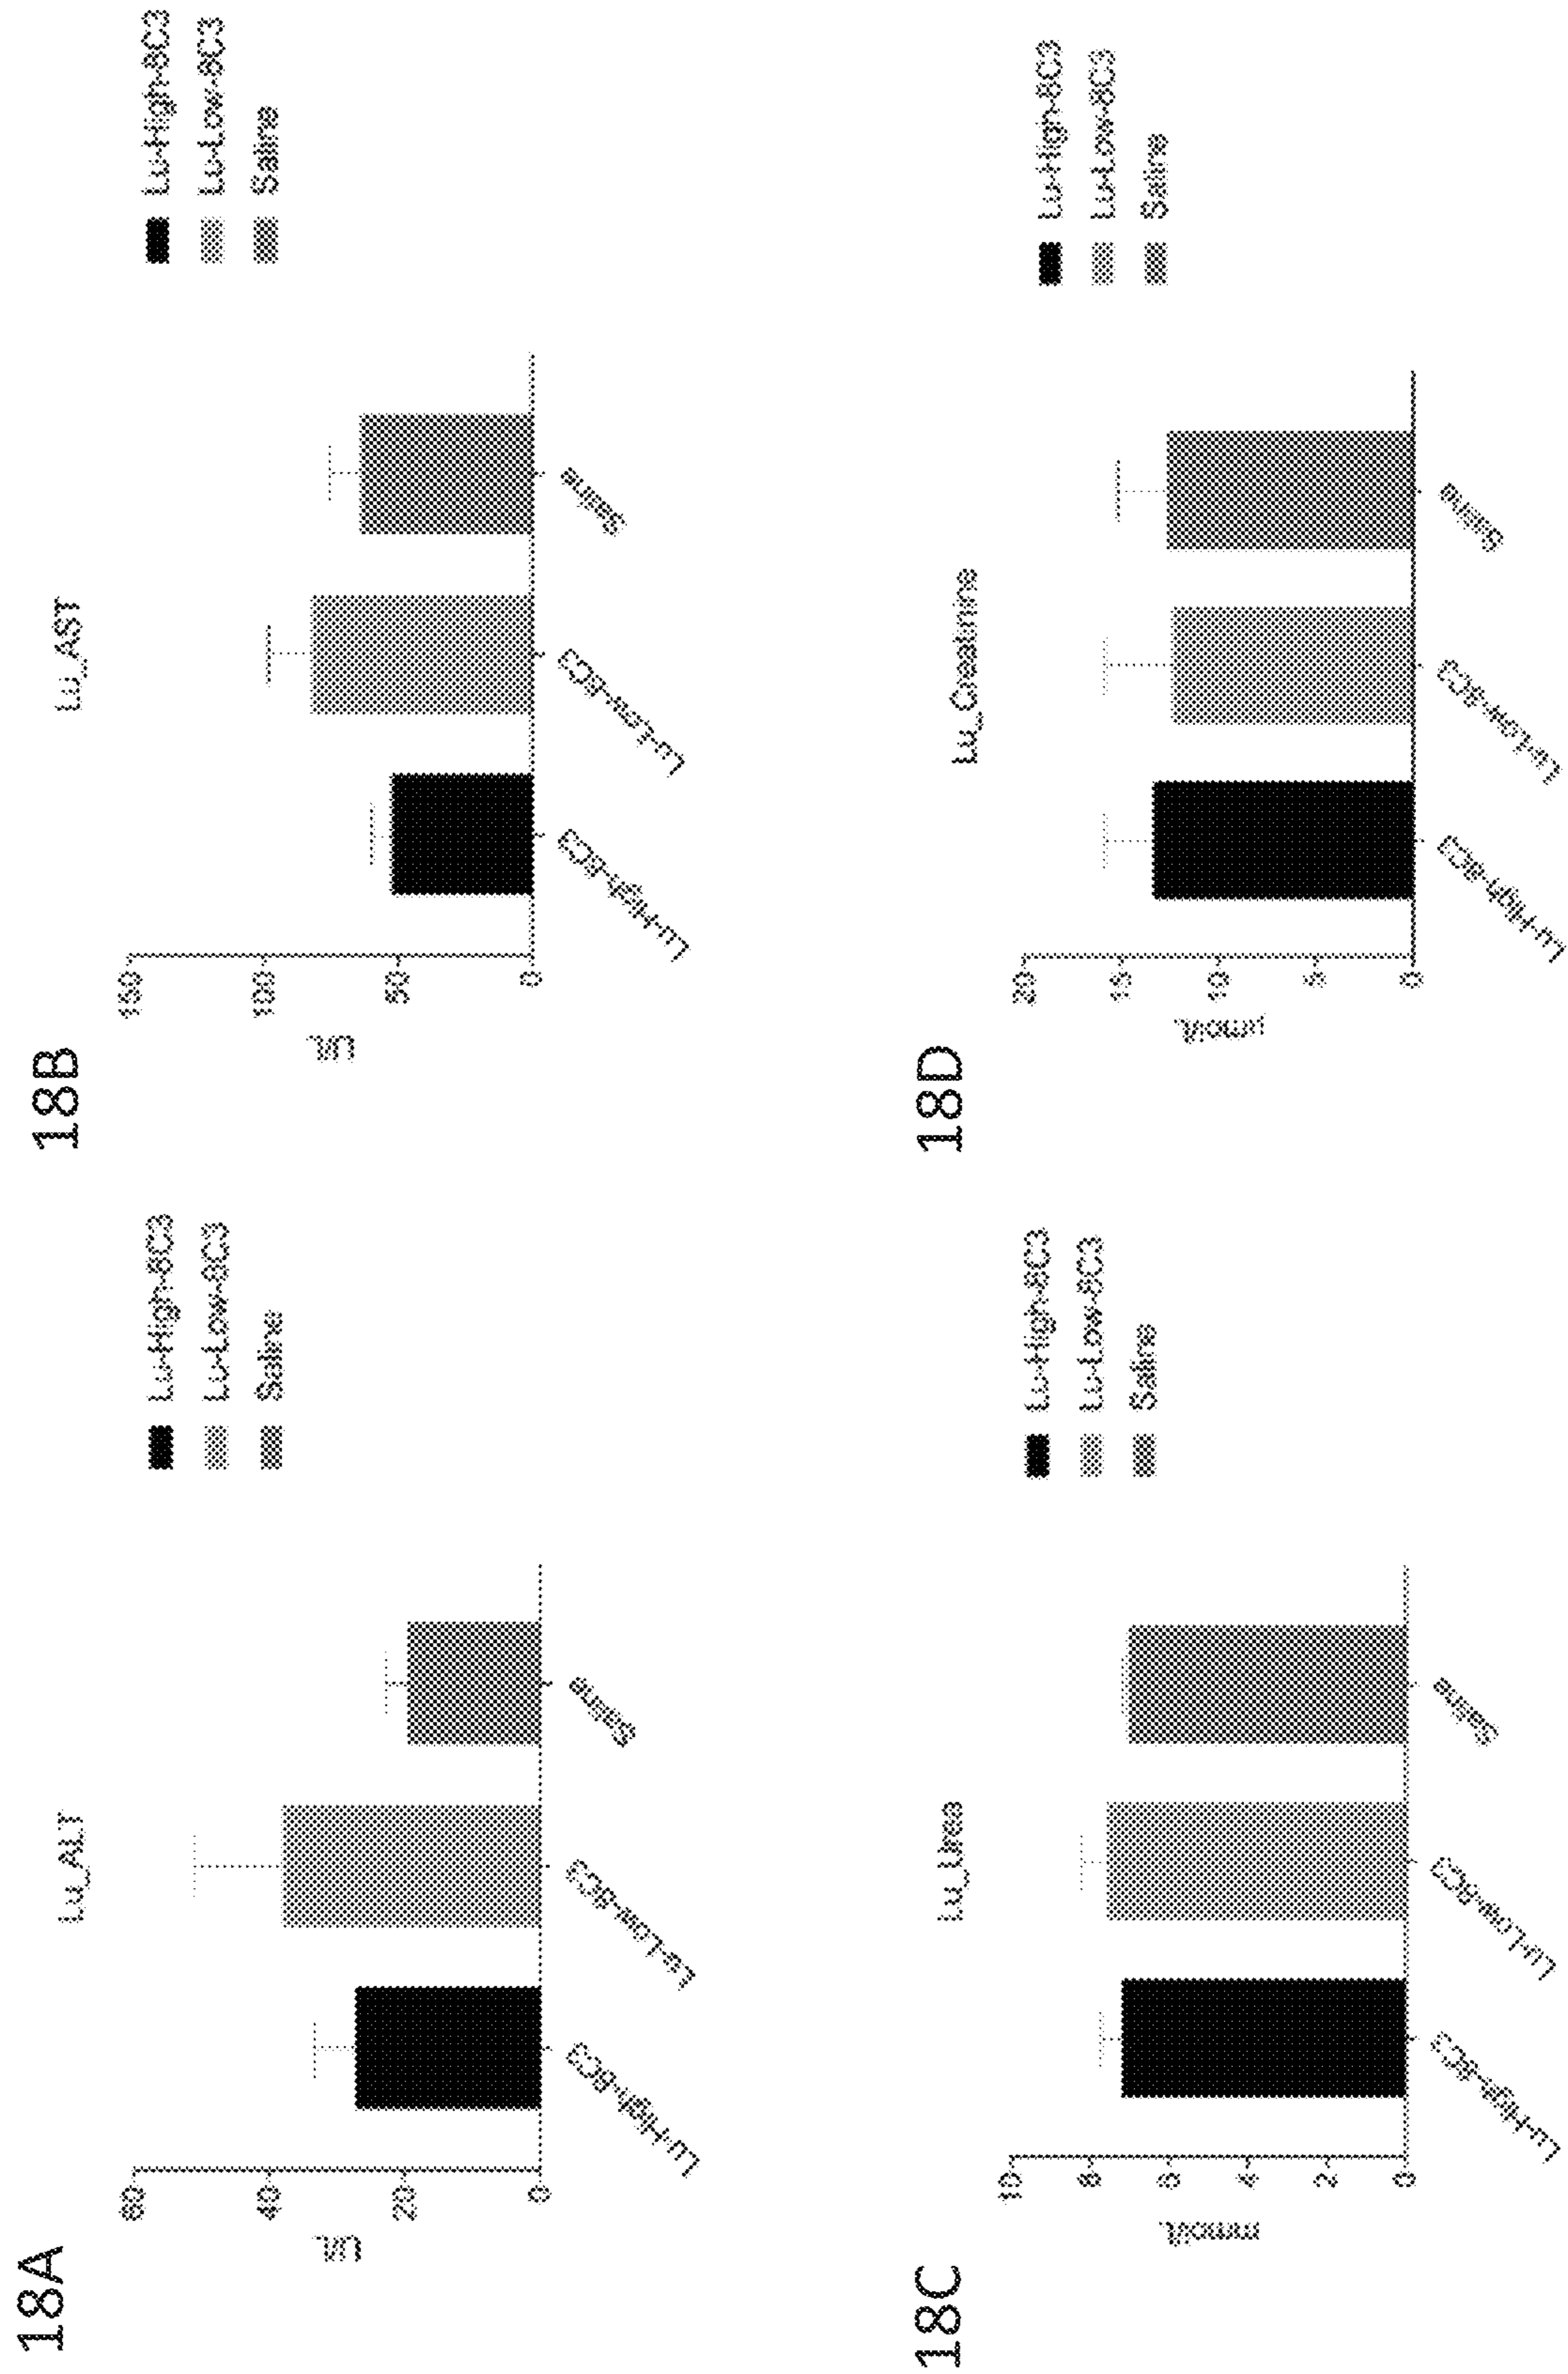 18A
Lu_ALT
U/L
60
40
20
0
Lu-High-8C3
Lu-Low-8C3
Saline
Lu-High-8C3
Lu-Low-8C3
Saline
18B
Lu_AST
U/L
150
100
50
0
Lu-High-8C3
Lu-Low-8C3
Saline
Lu-High-8C3
Lu-Low-8C3
Saline
18C
Lu_Urea
mmol/L
10
8
6
4
2
0
Lu-High-8C3
Lu-Low-8C3
Saline
Lu-High-8C3
Lu-Low-8C3
Saline
18D
Lu_Creatinine
µmol/L
20
15
10
5
0
Lu-High-8C3
Lu-Low-8C3
Saline
Lu-High-8C3
Lu-Low-8C3
Saline